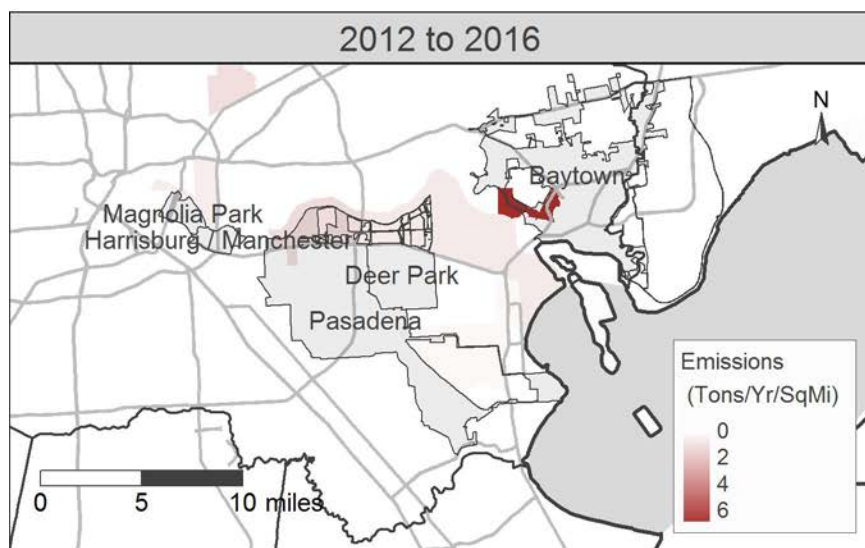 2012 to 2016
N
Baytown
Magnolia Park
Harrisburg Manchester
Deer Park
Pasadena
Emissions
(Tons/Yr/SqMi)
0
2
4
6
0 5 10 miles